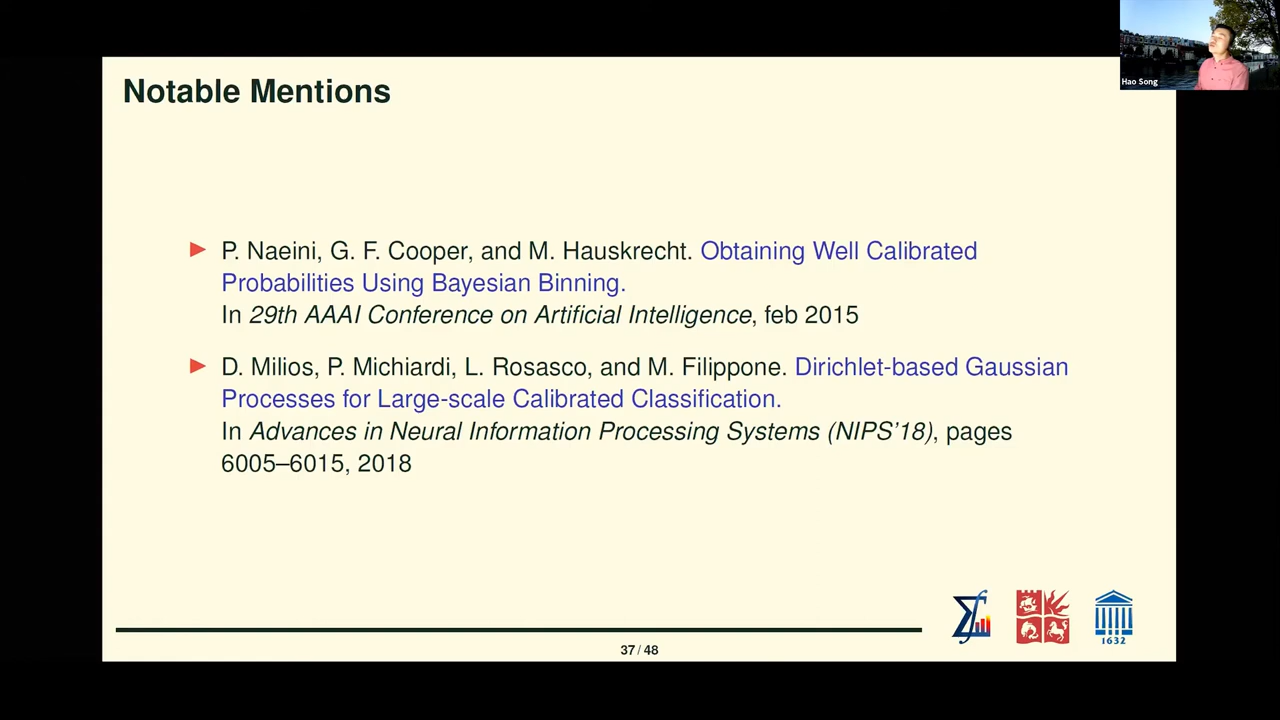 Hao Song
Notable Mentions
P. Naeini, G. F. Cooper, and M. Hauskrecht. Obtaining Well Calibrated
Probabilities Using Bayesian Binning.
In 29th AAAI Conference on Artificial Intelligence, feb 2015
D. Milios, P. Michiardi, L. Rosasco, and M. Filippone. Dirichlet-based Gaussian
Processes for Large-scale Calibrated Classification.
In Advances in Neural Information Processing Systems (NIPS'18), pages
6005–6015, 2018
1632
37 / 48